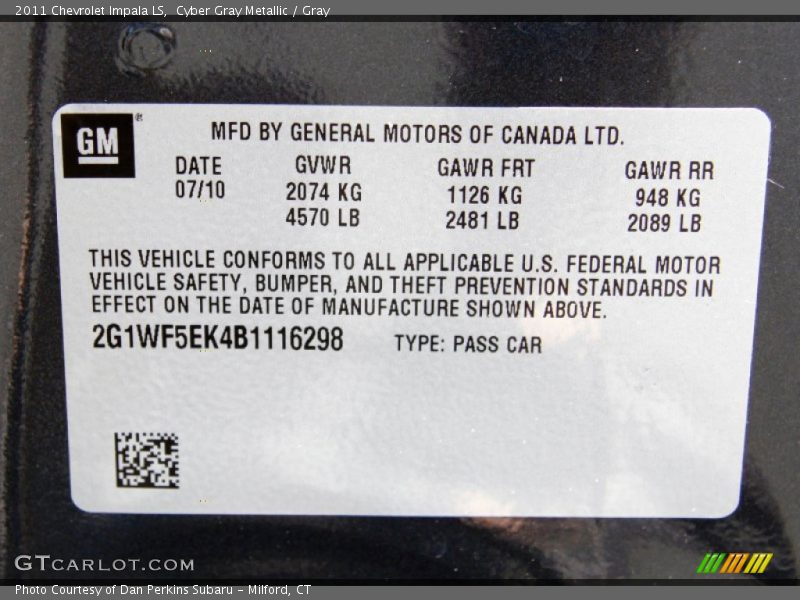 2011 Chevrolet Impala LS,  Cyber Gray Metallic / Gray
GM ®
MFD BY GENERAL MOTORS OF CANADA LTD.
DATE GVWR GAWR FRT GAWR RR
07/10 2074 KG 1126 KG 948 KG
4570 LB 2481 LB 2089 LB
THIS VEHICLE CONFORMS TO ALL APPLICABLE U.S. FEDERAL MOTOR
VEHICLE SAFETY, BUMPER, AND THEFT PREVENTION STANDARDS IN
EFFECT ON THE DATE OF MANUFACTURE SHOWN ABOVE.
2G1WF5EK4B1116298 TYPE: PASS CAR
GTCARLOT.COM
Photo Courtesy of Dan Perkins Subaru – Milford, CT